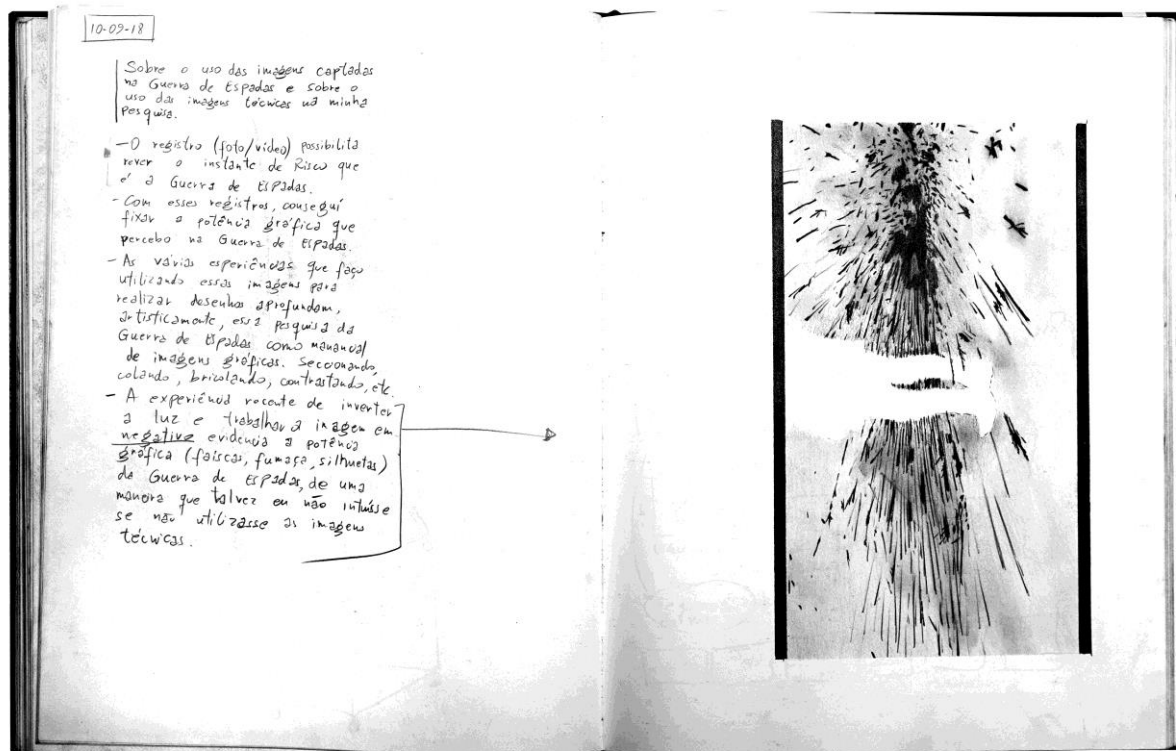 10-09-18
Sobre o uso das imagens captadas
na Guerra de Espadas e sobre o
uso das imagens técnicas na minha
pesquisa.
— O registro (foto/vídeo) possibilita
rever o instante de Risco que
é a Guerra de Espadas.
- Com esses registros, conseguí
fixar a potência gráfica que
percebo na Guerra de Espadas.
- As várias esperiências que faço
utilizando essas imagens para
realizar desenhos aprofundam,
artisticamente, essa pesquisa da
Guerra de Espadas como manancial
de imagens gráficas. Seccionando,
colando, bricolando, contrastando, etc.
- A experiência recente de inverter
a luz e trabalhar a imagem em
negativo evidencia a potência
gráfica (faíscas, fumaça, silhuetas)
da Guerra de Espadas, de uma
maneira que talvez eu não intuísse
se não utilizasse as imagens
técnicas.